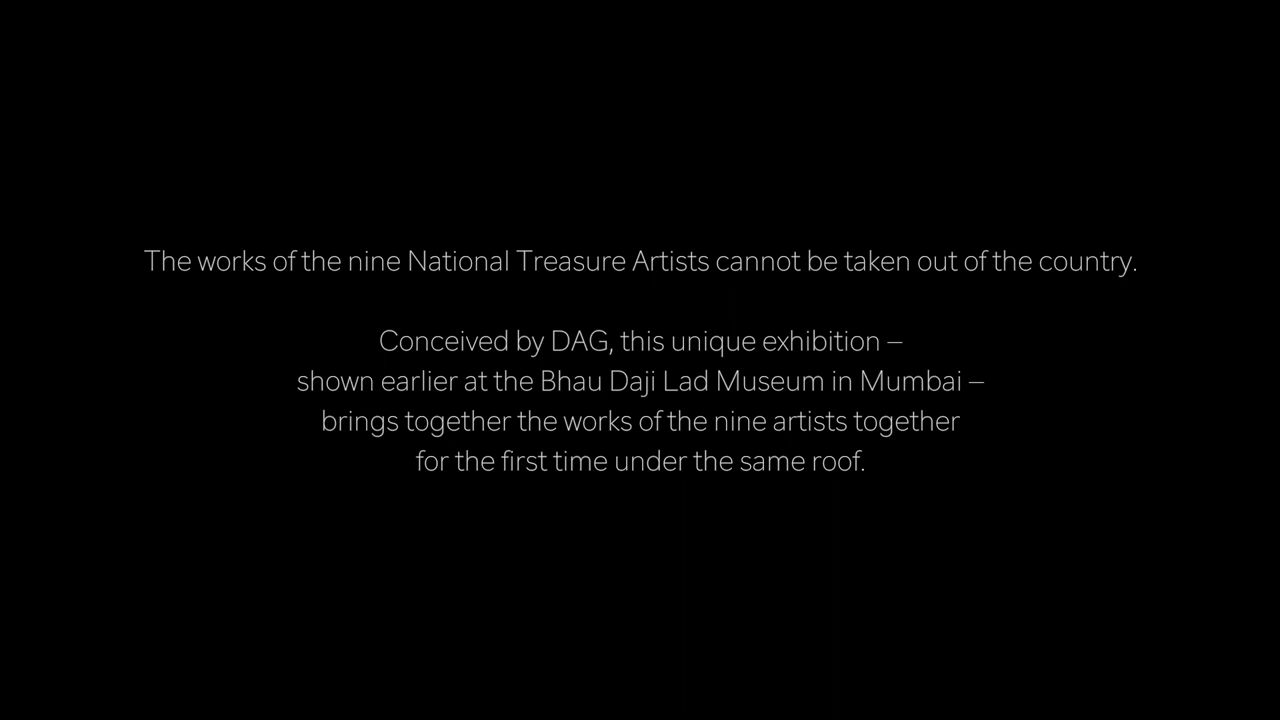 The works of the nine National Treasure Artists cannot be taken out of the country.
Conceived by DAG, this unique exhibition –
shown earlier at the Bhau Daji Lad Museum in Mumbai –
brings together the works of the nine artists together
for the first time under the same roof.